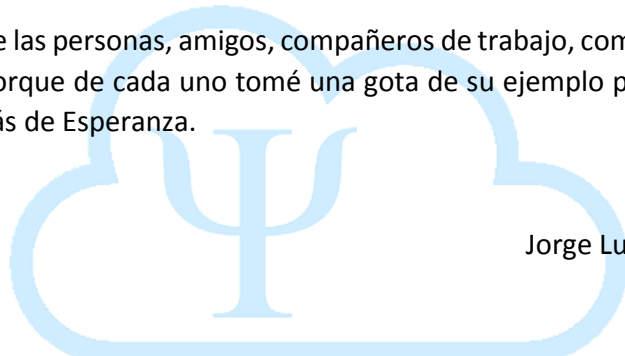 e las personas, amigos, compañeros de trabajo, com
orque de cada uno tomé una gota de su ejemplo p
ás de Esperanza.
Ψ
Jorge Lu